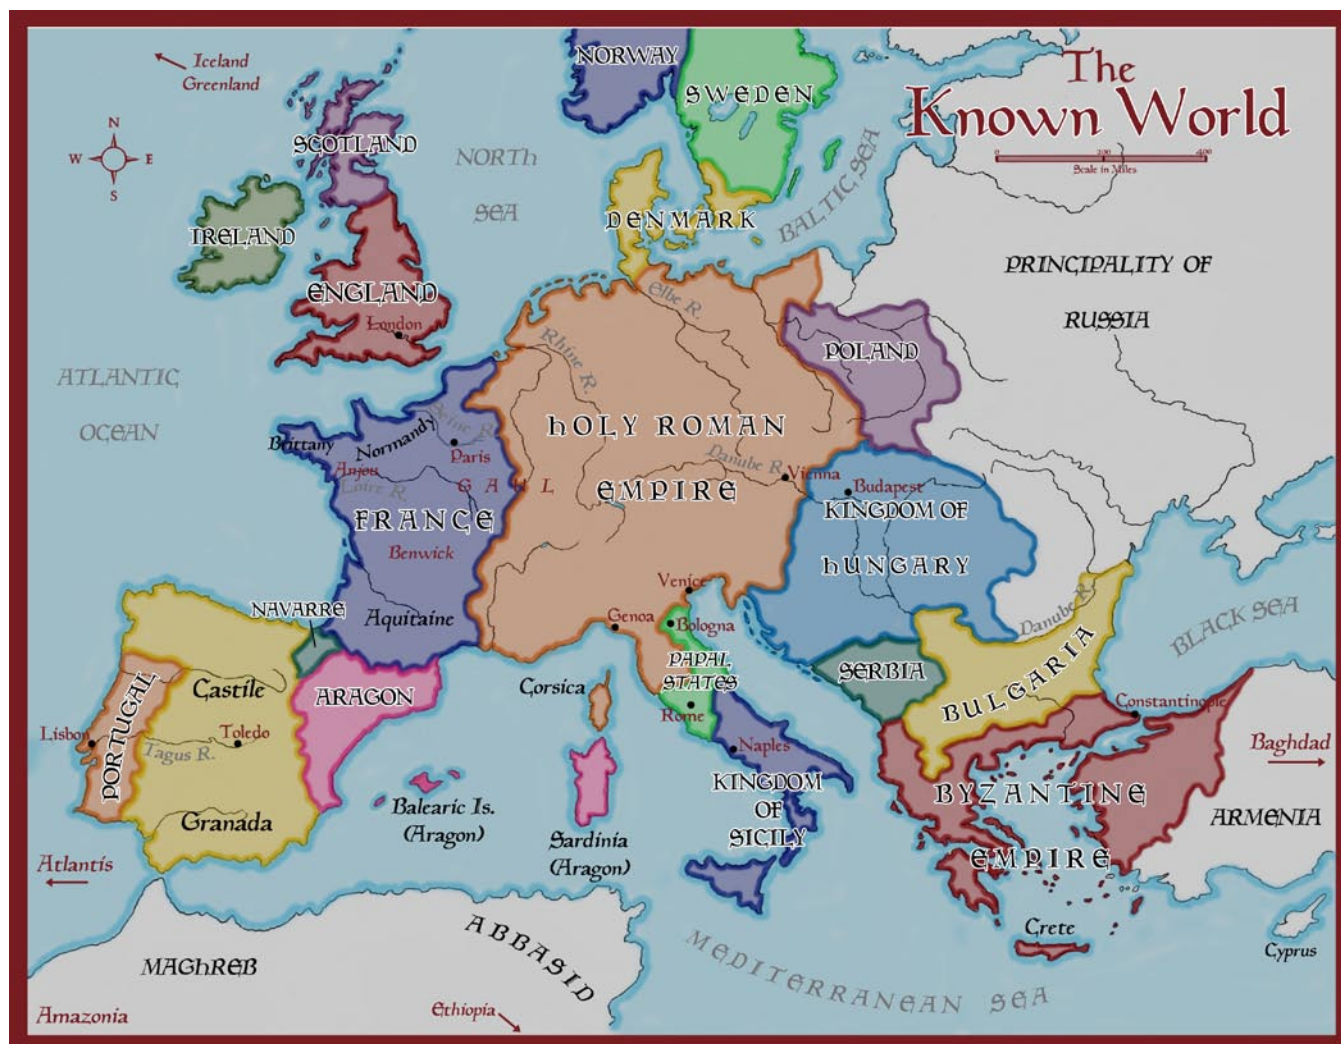 The
Known World
0 200 400
Scale in Miles
Iceland
Greenland
N
W E
S
NORWAY
SWEDEN
SCOTLAND
NORTH
SEA
BALTIC SEA
DENMARK
IRELAND
ENGLAND
London
PRINCIPALITY OF
RUSSIA
Elbe R.
Rhine R.
POLAND
ATLANTIC
OCEAN
HOLY ROMAN
EMPIRE
Danube R.
Vienna
Budapest
KINGDOM OF
HUNGARY
Brittany
Normandy
Seine R.
Paris
Anjou
Loire R.
GAUL
FRANCE
Benwick
Aquitaine
NAVARRE
Venice
Genoa
Bologna
PAPAL
STATES
Rome
Danube R.
BLACK SEA
SERBIA
BULGARIA
Constantinople
Castile
ARAGON
Corsica
PORTUGAL
Lisbon
Tagus R.
Toledo
Naples
KINGDOM
OF
SICILY
Baghdad
BYZANTINE
EMPIRE
ARMENIA
Granada
Balearic Is.
(Aragon)
Sardinia
(Aragon)
Atlantis
ABBASID
MAGHREB
Crete
Cyprus
MEDITERRANEAN SEA
Amazonia
Ethiopia